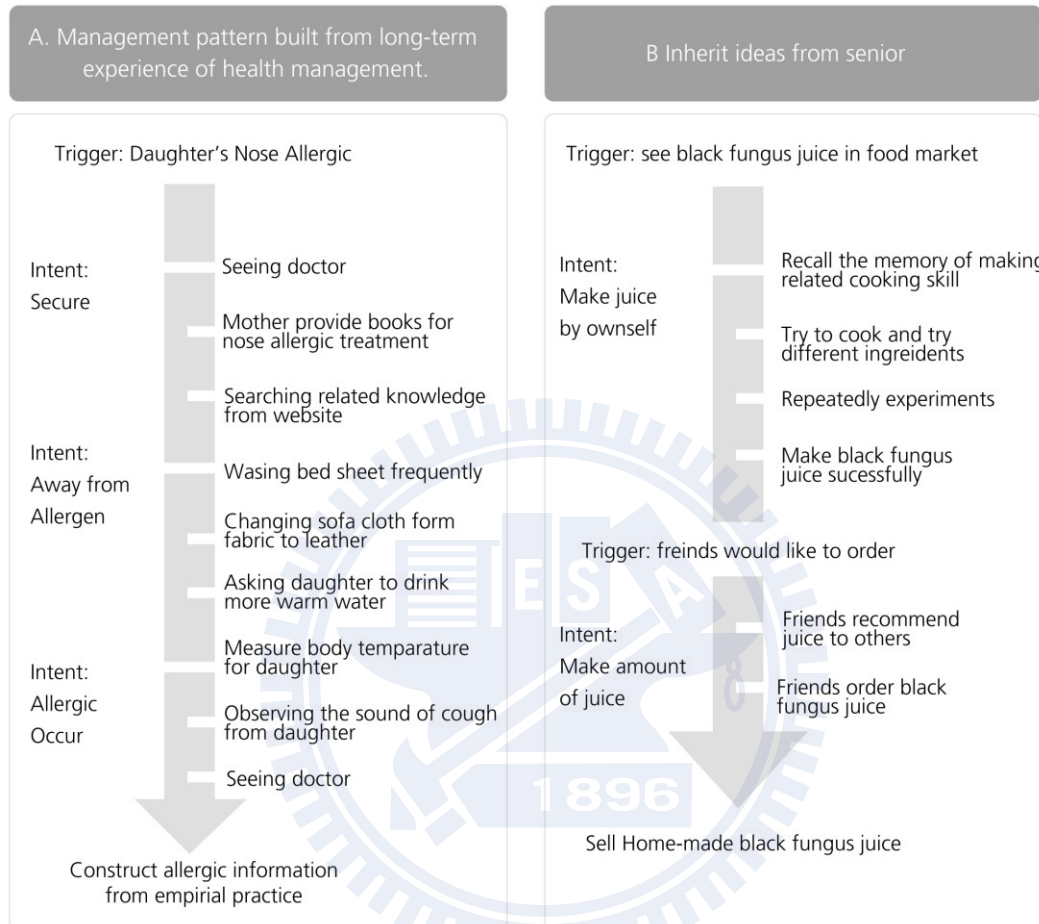 A. Management pattern built from long-term
experience of health management.
Trigger: Daughter's Nose Allergic
Intent:
Secure
Seeing doctor
Mother provide books for
nose allergic treatment
Searching related knowledge
from website
Intent:
Away from
Allergen
Wasing bed sheet frequently
Changing sofa cloth form
fabric to leather
Asking daughter to drink
more warm water
Intent:
Allergic
Occur
Measure body temparature
for daughter
Observing the sound of cough
from daughter
Seeing doctor
Construct allergic information
from empirial practice
B Inherit ideas from senior
Trigger: see black fungus juice in food market
Intent:
Make juice
by ownself
Recall the memory of making
related cooking skill
Try to cook and try
different ingreidents
Repeatedly experiments
Make black fungus
juice sucessfully
Trigger: freinds would like to order
Intent:
Make amount
of juice
Friends recommend
juice to others
Friends order black
fungus juice
Sell Home-made black fungus juice
ESA
1896